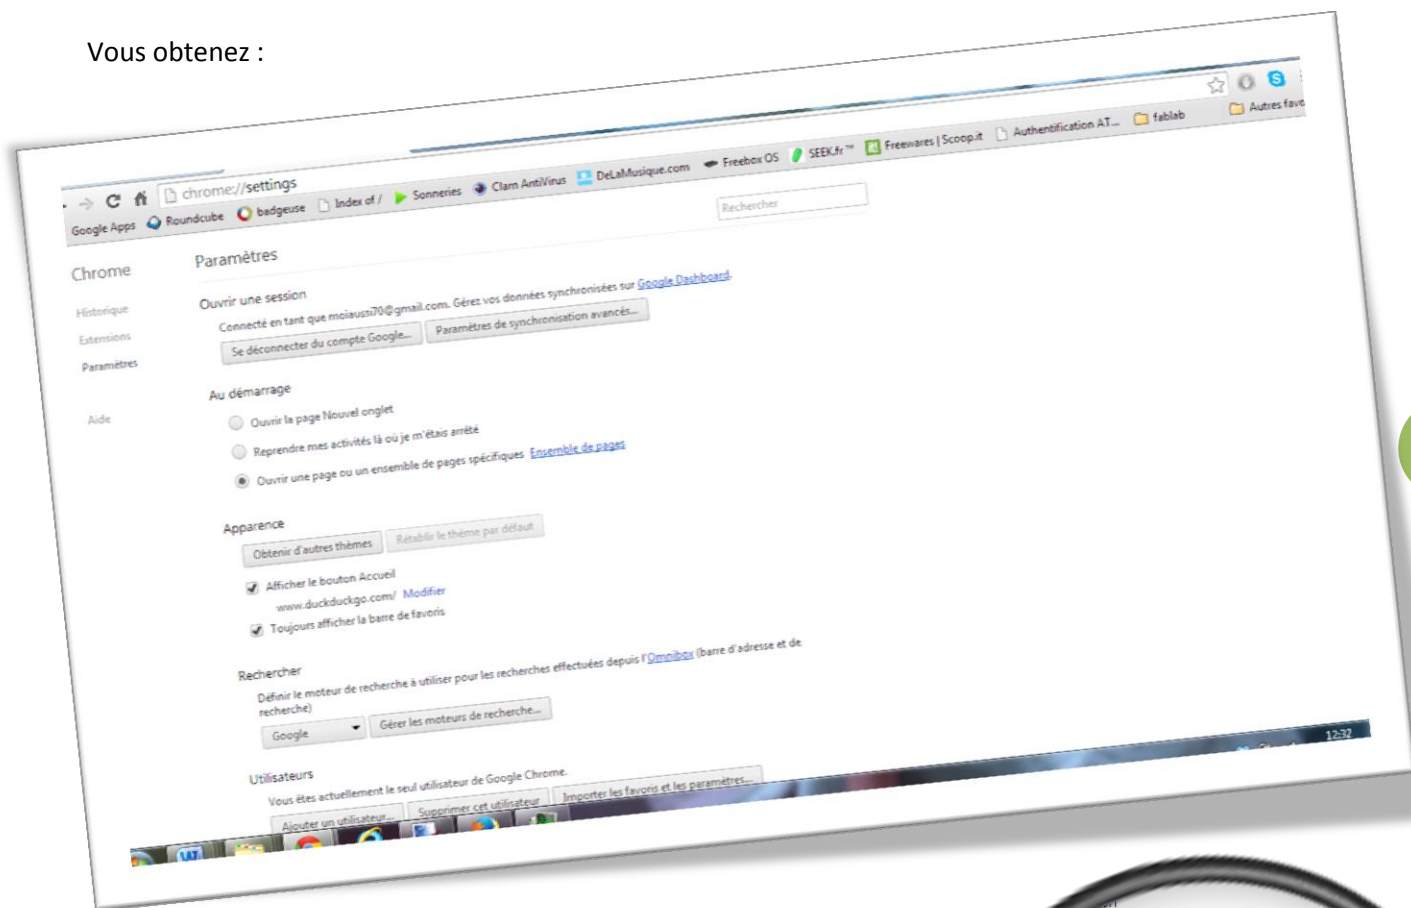 Vous obtenez :
chrome://settings
Google Apps Roundcube badgeuse Index of / Sonneries Clam AntiVirus DeLaMusique.com Freebox OS SEEK.fr ™ Freewares | Scoop.it Authentification AT... fablab Autres favo
Chrome
Paramètres
Rechercher
Historique
Extensions
Paramètres
Aide
Ouvrir une session
Connecté en tant que moiaussi70@gmail.com. Gérez vos données synchronisées sur Google Dashboard.
Se déconnecter du compte Google... Paramètres de synchronisation avancés...
Au démarrage
Ouvrir la page Nouvel onglet
Reprendre mes activités là où je m'étais arrêté
Ouvrir une page ou un ensemble de pages spécifiques Ensemble de pages
Apparence
Obtenir d'autres thèmes Rétablir le thème par défaut
Afficher le bouton Accueil
www.duckduckgo.com/ Modifier
Toujours afficher la barre de favoris
Rechercher
Définir le moteur de recherche à utiliser pour les recherches effectuées depuis l'Omnibox (barre d'adresse et de
recherche)
Google Gérer les moteurs de recherche...
Utilisateurs
Vous êtes actuellement le seul utilisateur de Google Chrome.
Ajouter un utilisateur... Supprimer cet utilisateur Importer les favoris et les paramètres...
12:32